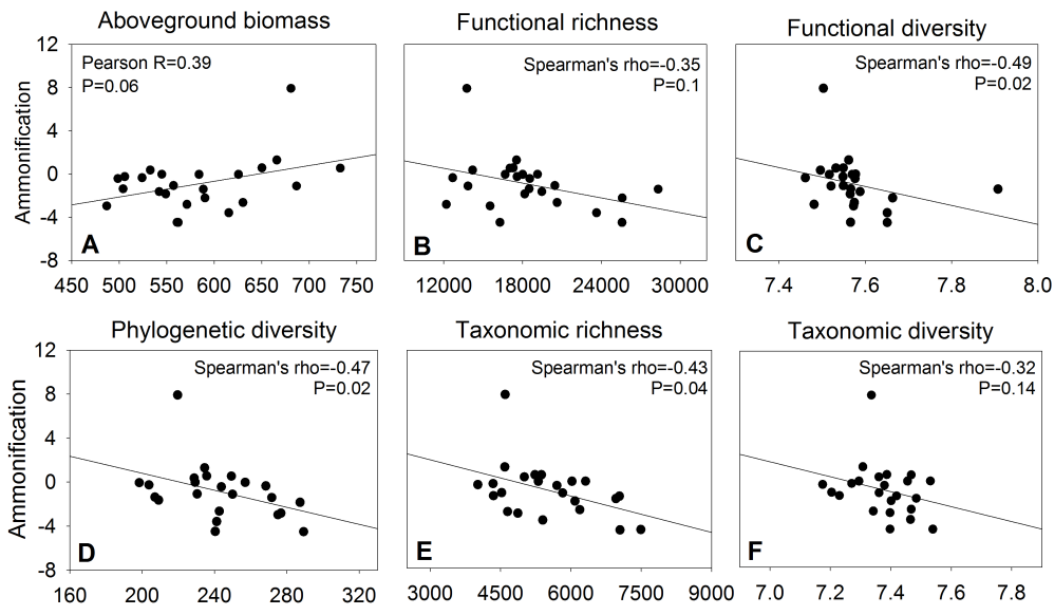 Aboveground biomass
Functional richness
Functional diversity
Ammonification
12
8
4
0
-4
-8
Pearson R=0.39
P=0.06
A
450 500 550 600 650 700 750
Spearman's rho=-0.35
P=0.1
B
12000 18000 24000 30000
Spearman's rho=-0.49
P=0.02
C
7.4 7.6 7.8 8.0
Phylogenetic diversity
Taxonomic richness
Taxonomic diversity
Ammonification
12
8
4
0
-4
-8
Spearman's rho=-0.47
P=0.02
D
160 200 240 280 320
Spearman's rho=-0.43
P=0.04
E
3000 4500 6000 7500 9000
Spearman's rho=-0.32
P=0.14
F
7.0 7.2 7.4 7.6 7.8